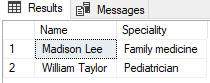 Results Messages
Name Speciality
1 Madison Lee Family medicine
2 William Taylor Pediatrician